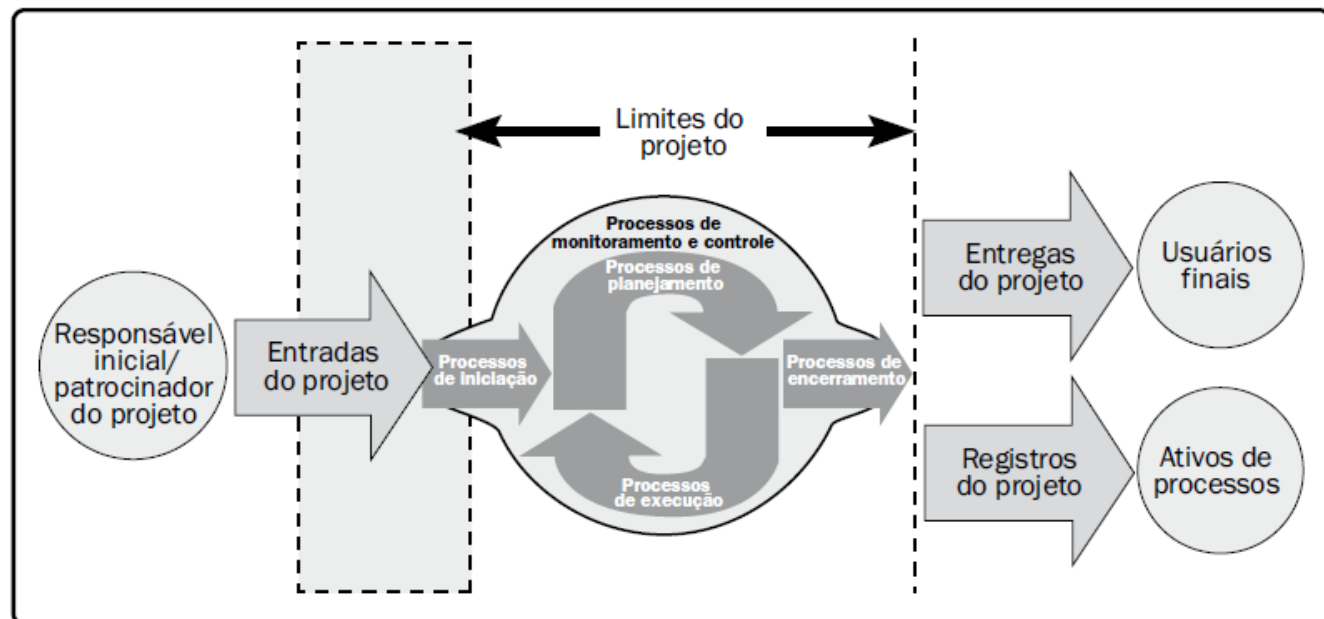 Limites do
projeto
Processos de
monitoramento e controle
Processos de
planejamento
Responsável
inicial/
patrocinador
do projeto
Entradas
do projeto
Processos
de iniciação
Processos de
encerramento
Processos
de execução
Entregas
do projeto
Usuários
finais
Registros
do projeto
Ativos de
processos